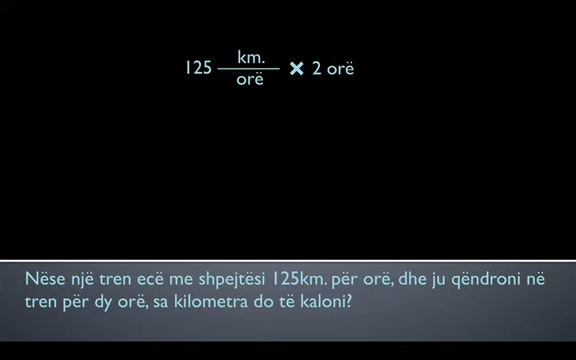 125 km./orë × 2 orë
Nëse një tren ecë me shpejtësi 125km. për orë, dhe ju qëndroni në
tren për dy orë, sa kilometra do të kaloni?